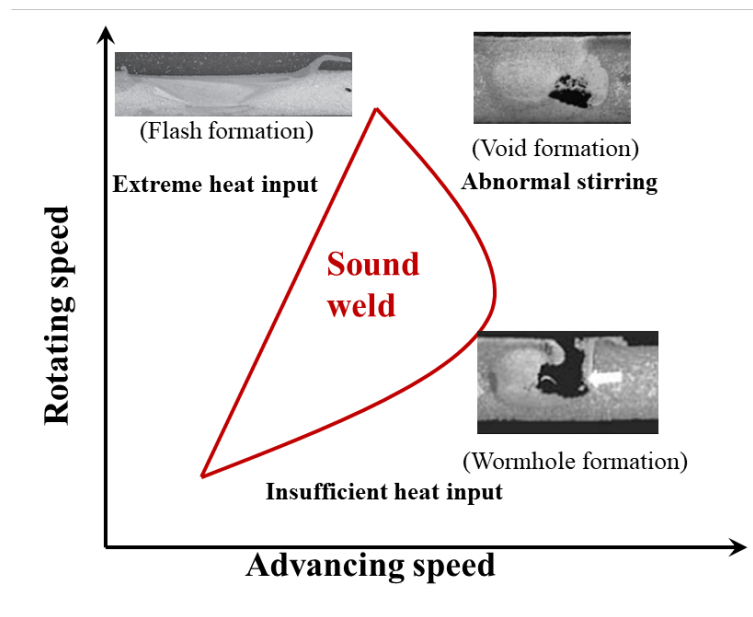 (Flash formation)
(Void formation)
Extreme heat input
Abnormal stirring
Sound
weld
Rotating speed
(Wormhole formation)
Insufficient heat input
Advancing speed